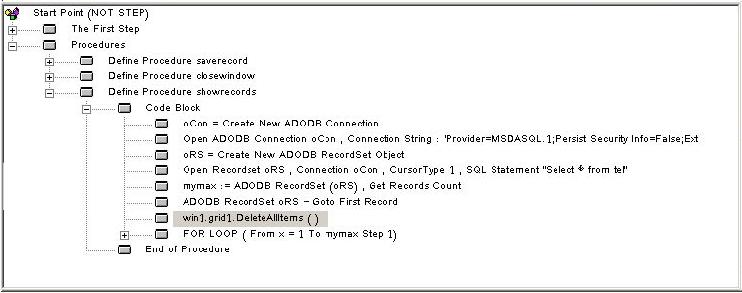 Start Point (NOT STEP)
The First Step
Procedures
Define Procedure saverecord
Define Procedure closewindow
Define Procedure showrecords
Code Block
oCon = Create New ADODB Connection
Open ADODB Connection oCon , Connection String : 'Provider=MSDASQL.1;Persist Security Info=False;Ext
oRS = Create New ADODB RecordSet Object
Open Recordset oRS , Connection oCon , CursorType 1 , SQL Statement "Select * from tel"
mymax := ADODB RecordSet (oRS) , Get Records Count
ADODB RecordSet oRS - Goto First Record
win1.grid1.DeleteAllItems ( )
FOR LOOP ( From x = 1 To mymax Step 1)
End of Procedure